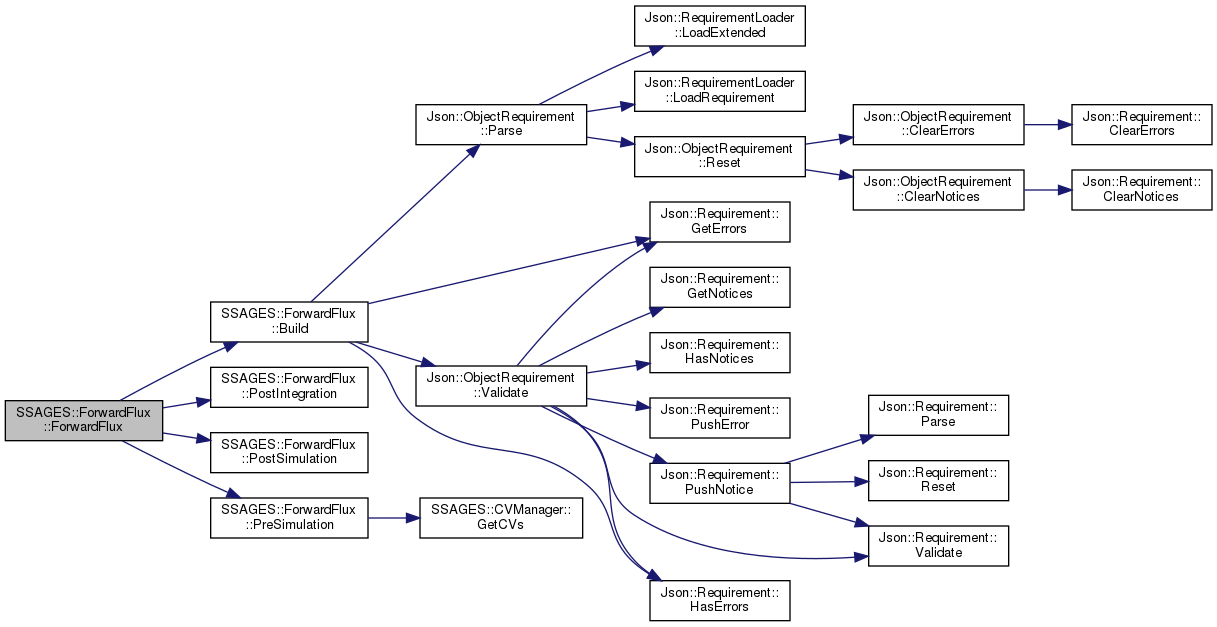 Json::RequirementLoader
::LoadExtended
Json::RequirementLoader
::LoadRequirement
Json::ObjectRequirement
::Parse
Json::ObjectRequirement
::ClearErrors
Json::Requirement::
ClearErrors
Json::ObjectRequirement
::Reset
Json::ObjectRequirement
::ClearNotices
Json::Requirement::
ClearNotices
Json::Requirement::
GetErrors
Json::Requirement::
GetNotices
SSAGES::ForwardFlux
::Build
Json::Requirement::
HasNotices
SSAGES::ForwardFlux
::PostIntegration
Json::ObjectRequirement
::Validate
SSAGES::ForwardFlux
::ForwardFlux
Json::Requirement::
PushError
Json::Requirement::
Parse
SSAGES::ForwardFlux
::PostSimulation
Json::Requirement::
PushNotice
Json::Requirement::
Reset
SSAGES::ForwardFlux
::PreSimulation
SSAGES::CVManager::
GetCVs
Json::Requirement::
Validate
Json::Requirement::
HasErrors